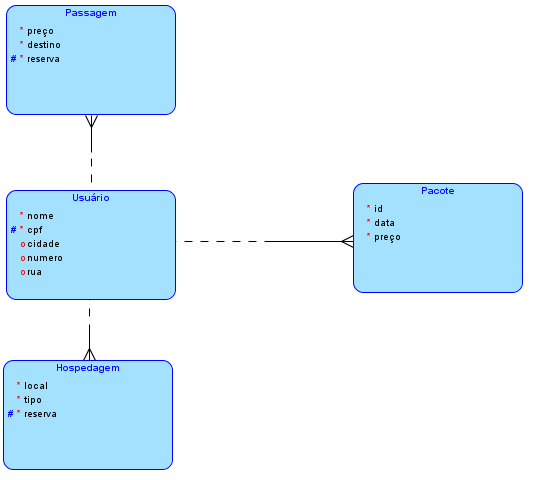 Passagem
* preço
* destino
# * reserva
Usuário
* nome
# * cpf
o cidade
o numero
o rua
Pacote
* id
* data
* preço
Hospedagem
* local
* tipo
# * reserva